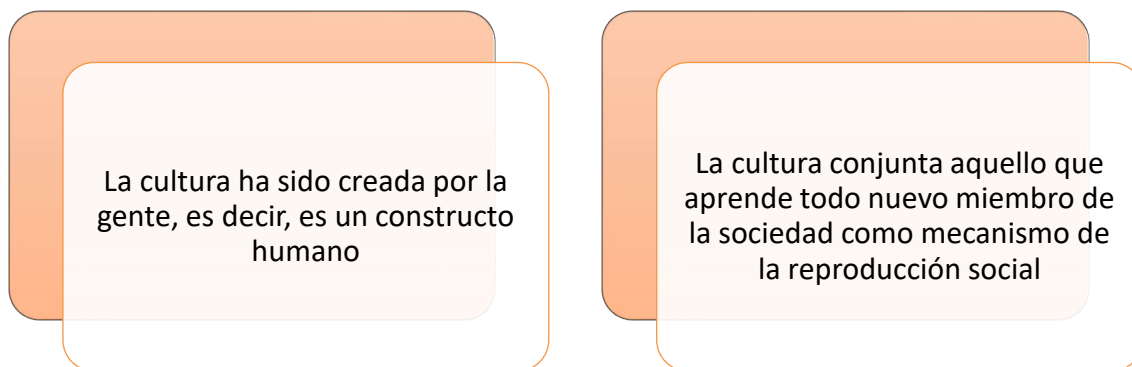 La cultura ha sido creada por la
gente, es decir, es un constructo
humano
La cultura conjunta aquello que
aprende todo nuevo miembro de
la sociedad como mecanismo de
la reproducción social